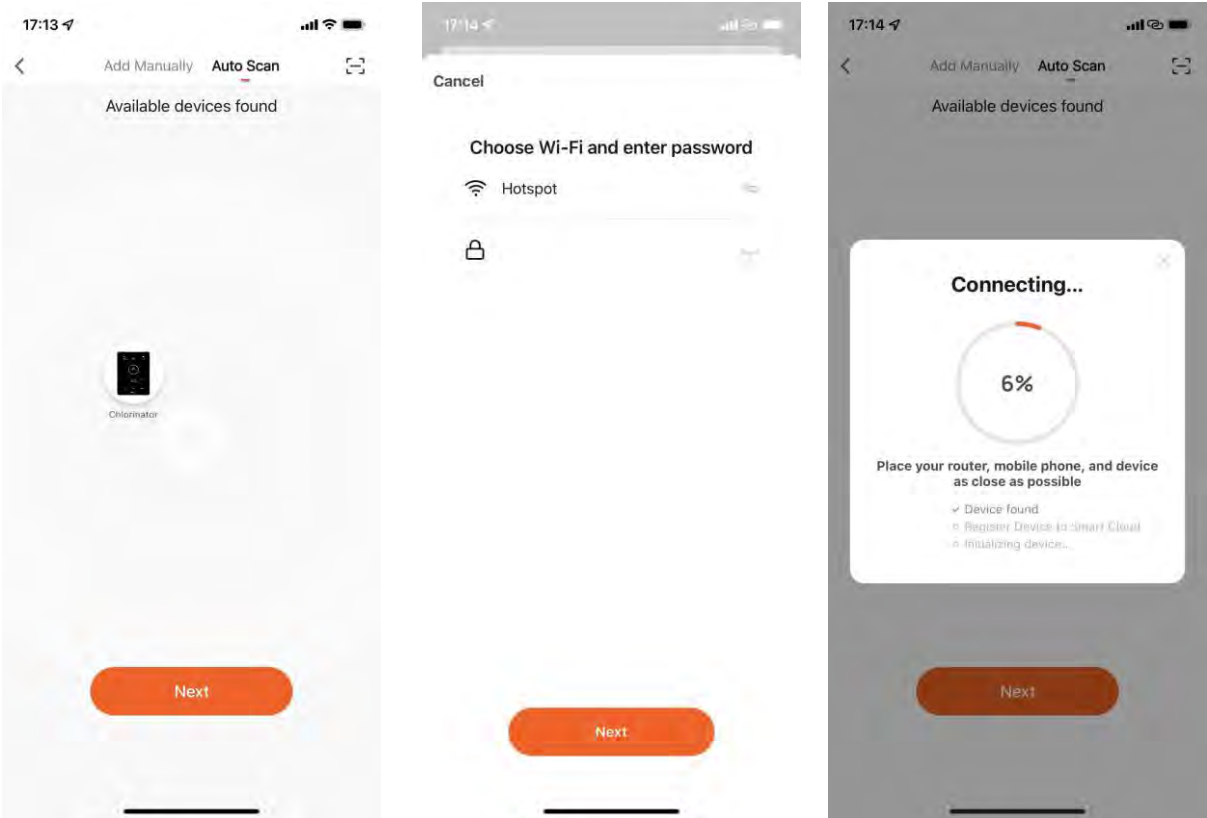 17:13
Add Manually Auto Scan
Available devices found
Chlorinator
Next
17:14
Cancel
Choose Wi-Fi and enter password
Hotspot
Next
17:14
Add Manually Auto Scan
Available devices found
Connecting...
6%
Place your router, mobile phone, and device
as close as possible
Device found
Register Device to Smart Cloud
Initializing device...
Next